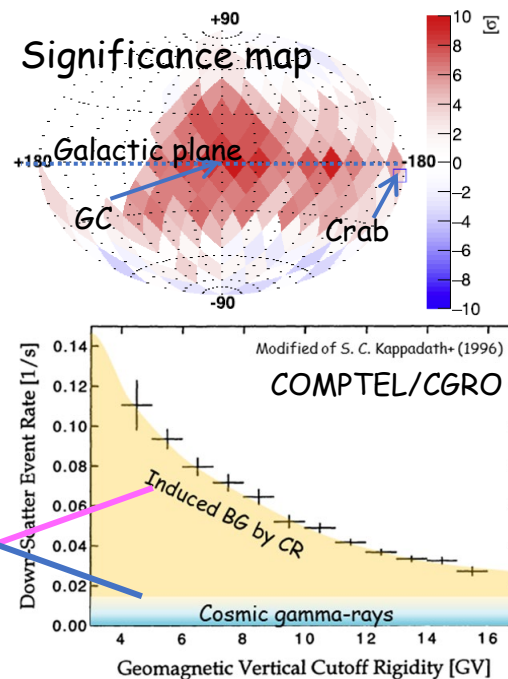 +90
Significance map
Galactic plane
+180
-180
GC
Crab
-90
10
8
6
4
2
0
−2
−4
−6
−8
−10
[σ]
Modified of S. C. Kappadath+ (1996)
COMPTEL/CGRO
Induced BG by CR
Cosmic gamma-rays
Down-Scatter Event Rate [1/s]
0.14
0.12
0.10
0.08
0.06
0.04
0.02
0.00
4 6 8 10 12 14 16
Geomagnetic Vertical Cutoff Rigidity [GV]